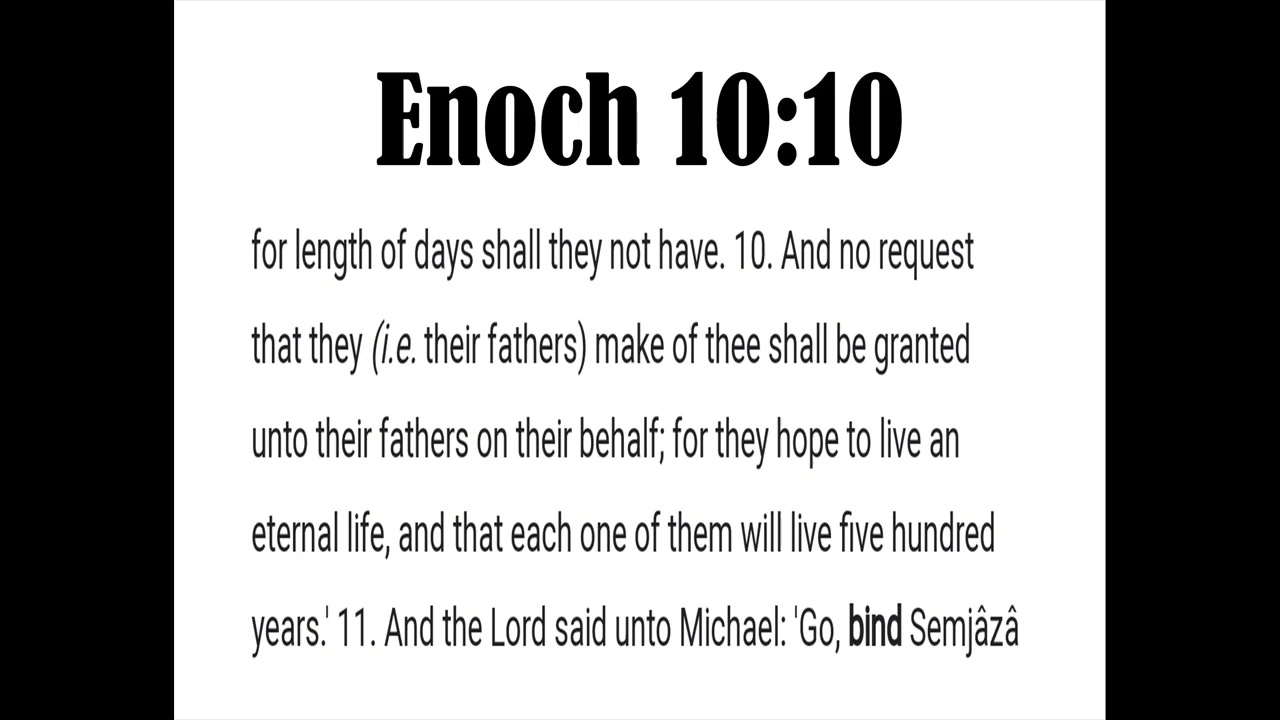 Enoch 10:10
for length of days shall they not have. 10. And no request
that they (i.e. their fathers) make of thee shall be granted
unto their fathers on their behalf; for they hope to live an
eternal life, and that each one of them will live five hundred
years.' 11. And the Lord said unto Michael: 'Go, bind Semjâzâ